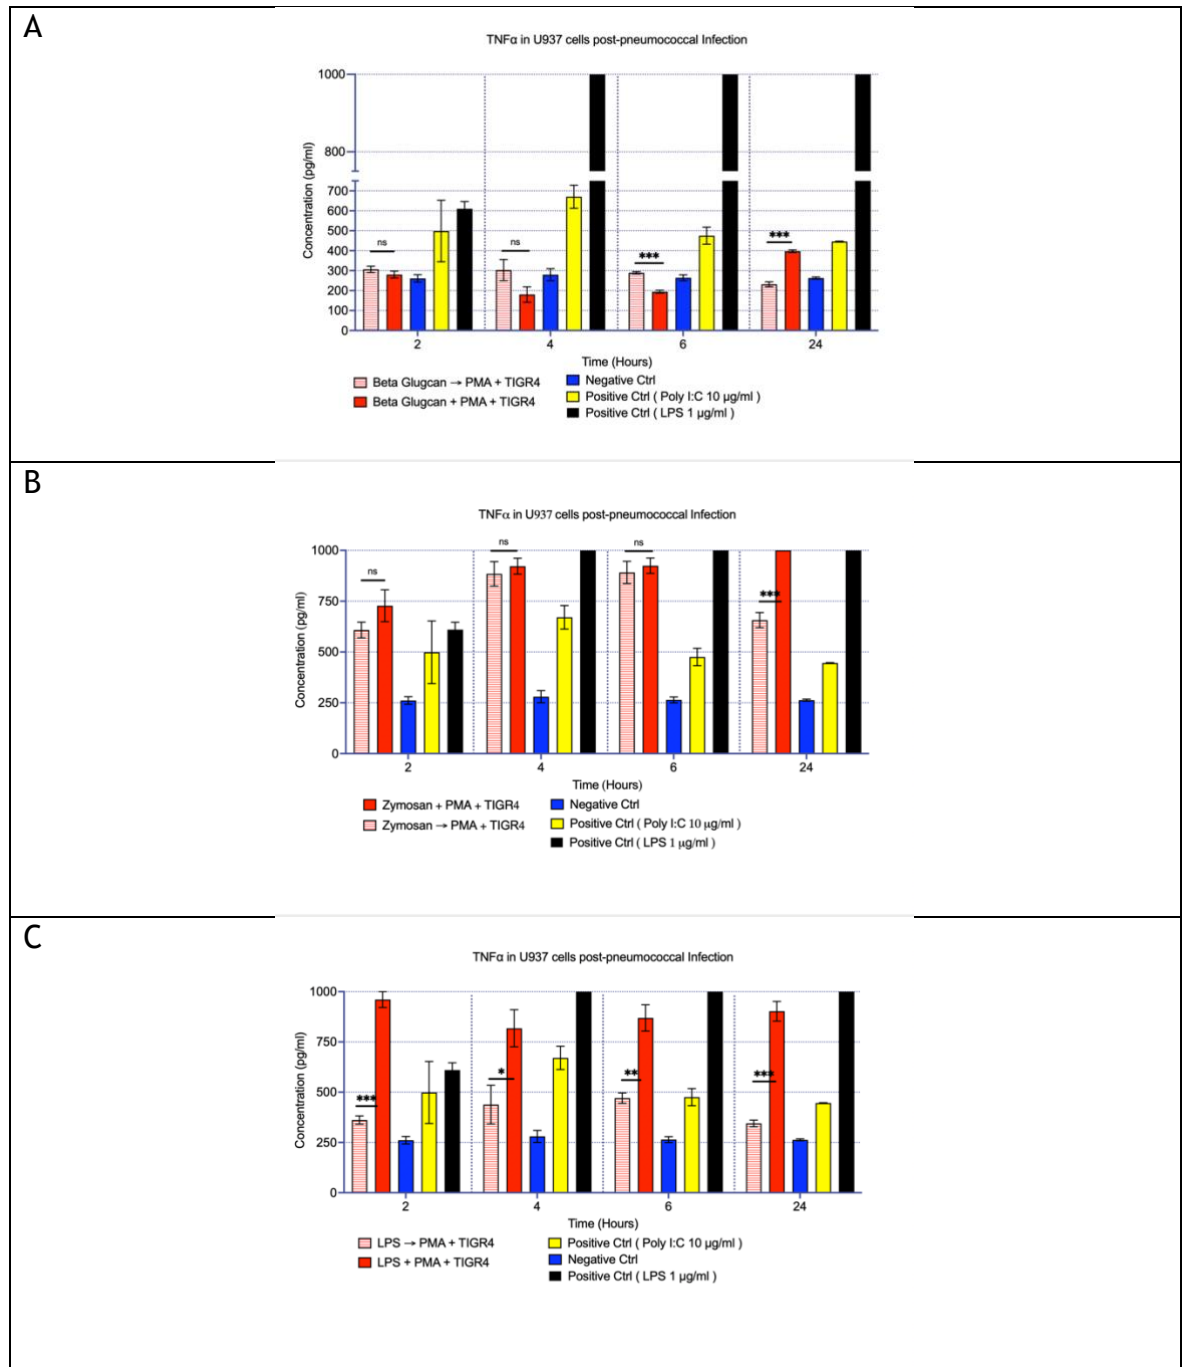 A
TNFα in U937 cells post-pneumococcal Infection
Concentration (pg/ml)
1000
800
700
600
500
400
300
200
100
0
ns
ns
***
***
2
4
6
24
Time (Hours)
Beta Glugcan → PMA + TIGR4
Beta Glugcan + PMA + TIGR4
Negative Ctrl
Positive Ctrl ( Poly I:C 10 µg/ml )
Positive Ctrl ( LPS 1 µg/ml )
B
TNFα in U937 cells post-pneumococcal Infection
Concentration (pg/ml)
1000
750
500
250
0
ns
ns
ns
***
2
4
6
24
Time (Hours)
Zymosan + PMA + TIGR4
Zymosan → PMA + TIGR4
Negative Ctrl
Positive Ctrl ( Poly I:C 10 µg/ml )
Positive Ctrl ( LPS 1 µg/ml )
C
TNFα in U937 cells post-pneumococcal Infection
Concentration (pg/ml)
1000
750
500
250
0
***
*
**
***
2
4
6
24
Time (Hours)
LPS → PMA + TIGR4
LPS + PMA + TIGR4
Positive Ctrl ( Poly I:C 10 µg/ml )
Negative Ctrl
Positive Ctrl ( LPS 1 µg/ml )